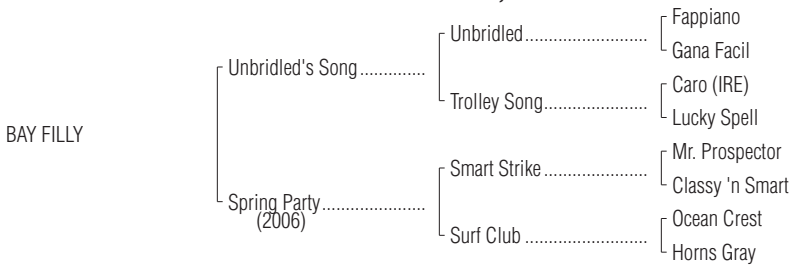 Fappiano
Unbridled..............................
Gana Facil
Unbridled's Song..............
Caro (IRE)
Trolley Song.........................
Lucky Spell
BAY FILLY
Mr. Prospector
Smart Strike.........................
Classy 'n Smart
Spring Party.......................
(2006)
Ocean Crest
Surf Club ..............................
Horns Gray